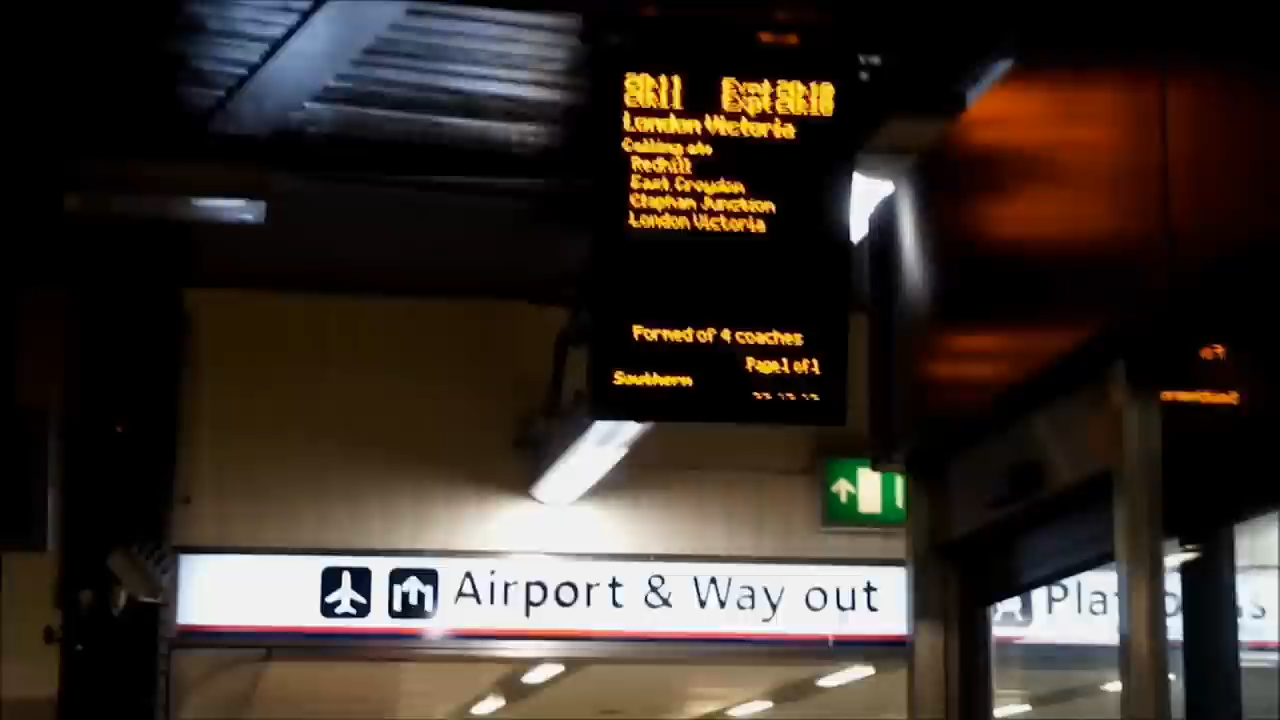 Expt
London Victoria
Calling at:
Redhill
East Croydon
Clapham Junction
London Victoria
Formed of 4 coaches
Page 1 of 1
Southern
Airport & Way out